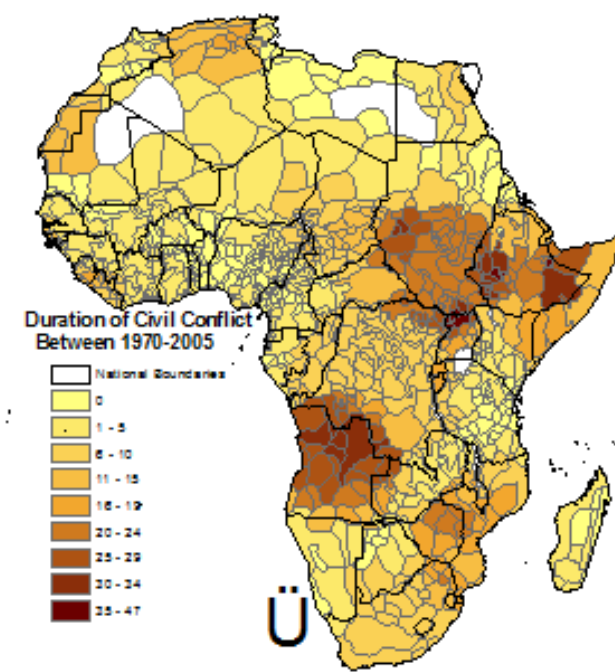 Duration of Civil Conflict
Between 1970-2005
National Boundaries
0
1 - 5
6 - 10
11 - 15
16 - 19
20 - 24
25 - 29
30 - 34
35 - 47
Ü